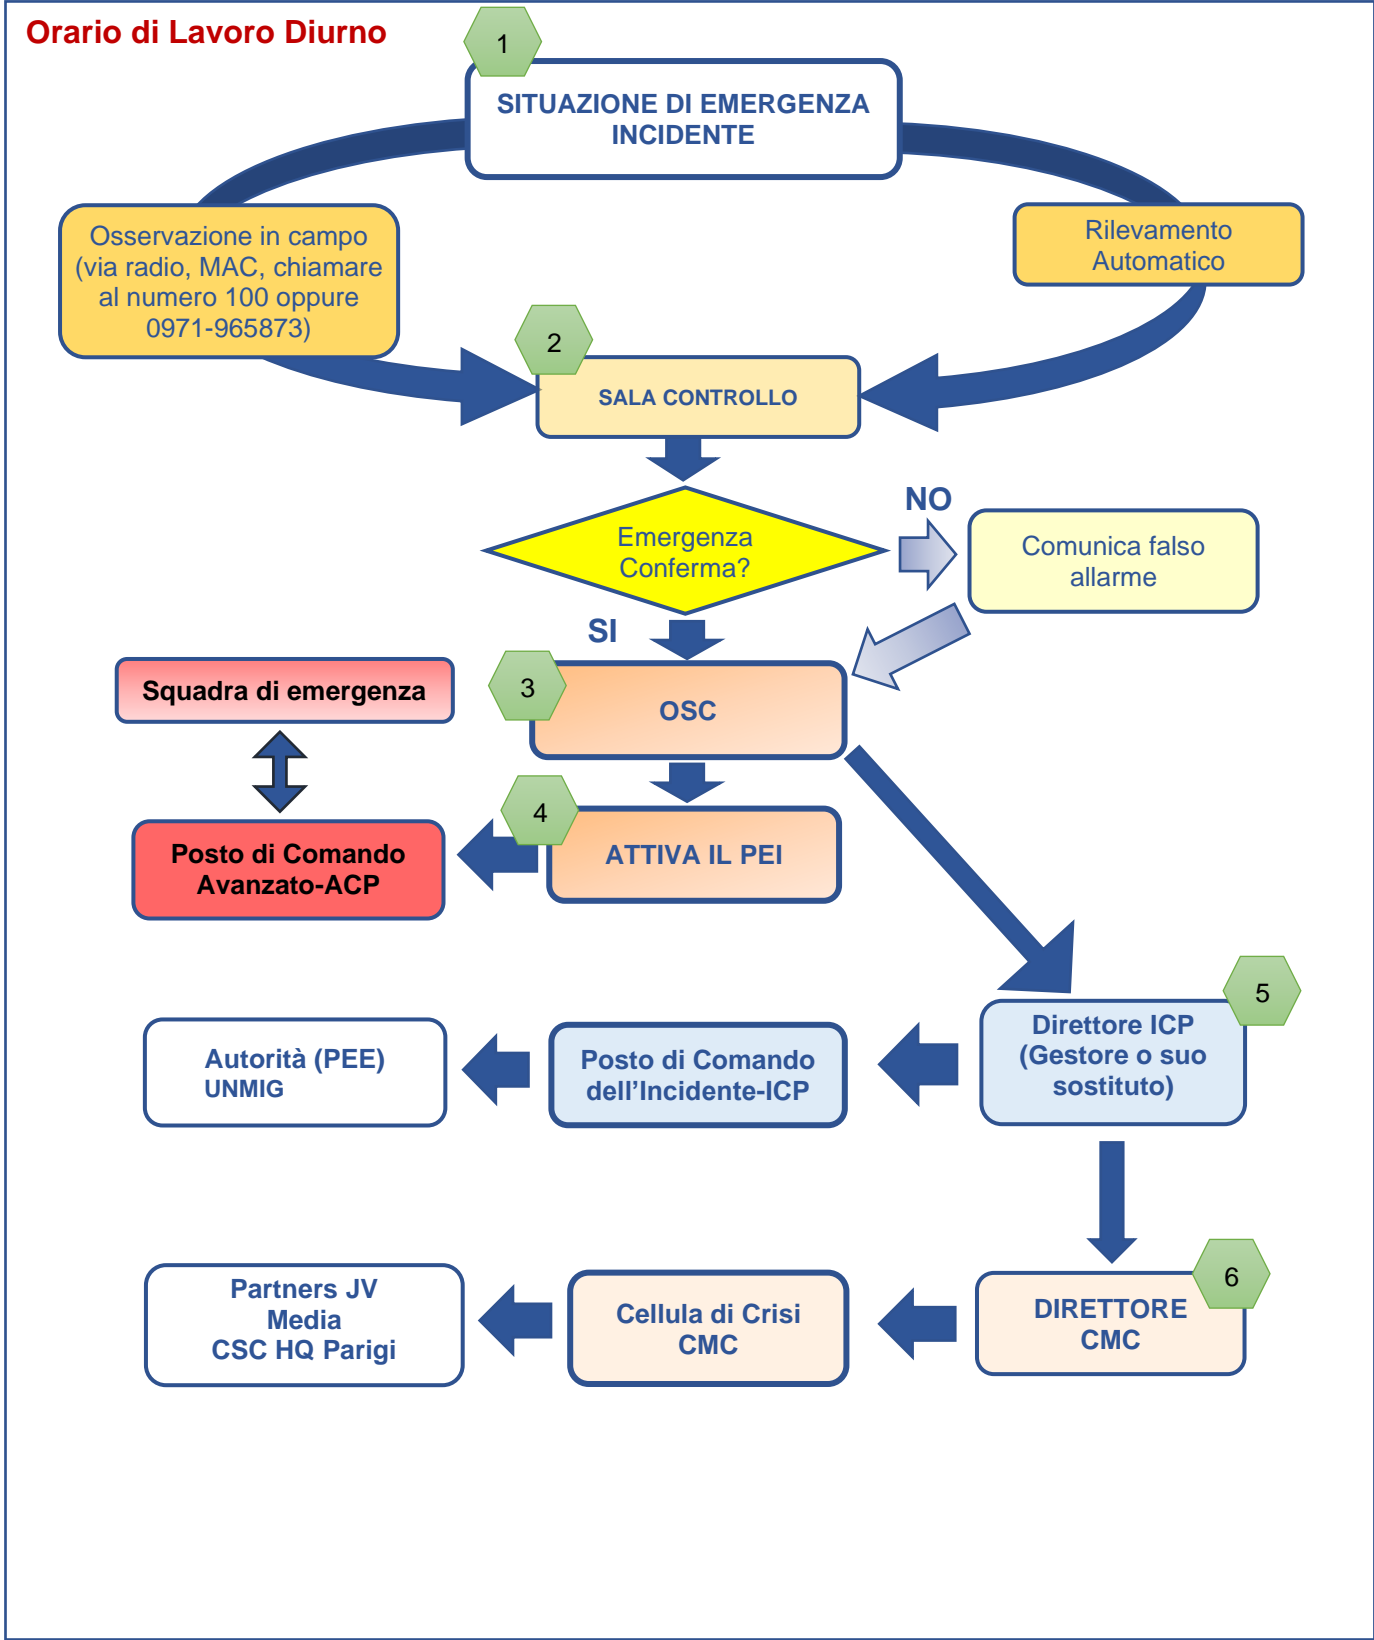 Orario di Lavoro Diurno
1
SITUAZIONE DI EMERGENZA
INCIDENTE
Osservazione in campo
(via radio, MAC, chiamare
al numero 100 oppure
0971-965873)
Rilevamento
Automatico
2
SALA CONTROLLO
Emergenza
Conferma?
NO
Comunica falso
allarme
SI
3
OSC
Squadra di emergenza
4
ATTIVA IL PEI
Posto di Comando
Avanzato-ACP
5
Direttore ICP
(Gestore o suo
sostituto)
Posto di Comando
dell’Incidente-ICP
Autorità (PEE)
UNMIG
6
DIRETTORE
CMC
Cellula di Crisi
CMC
Partners JV
Media
CSC HQ Parigi